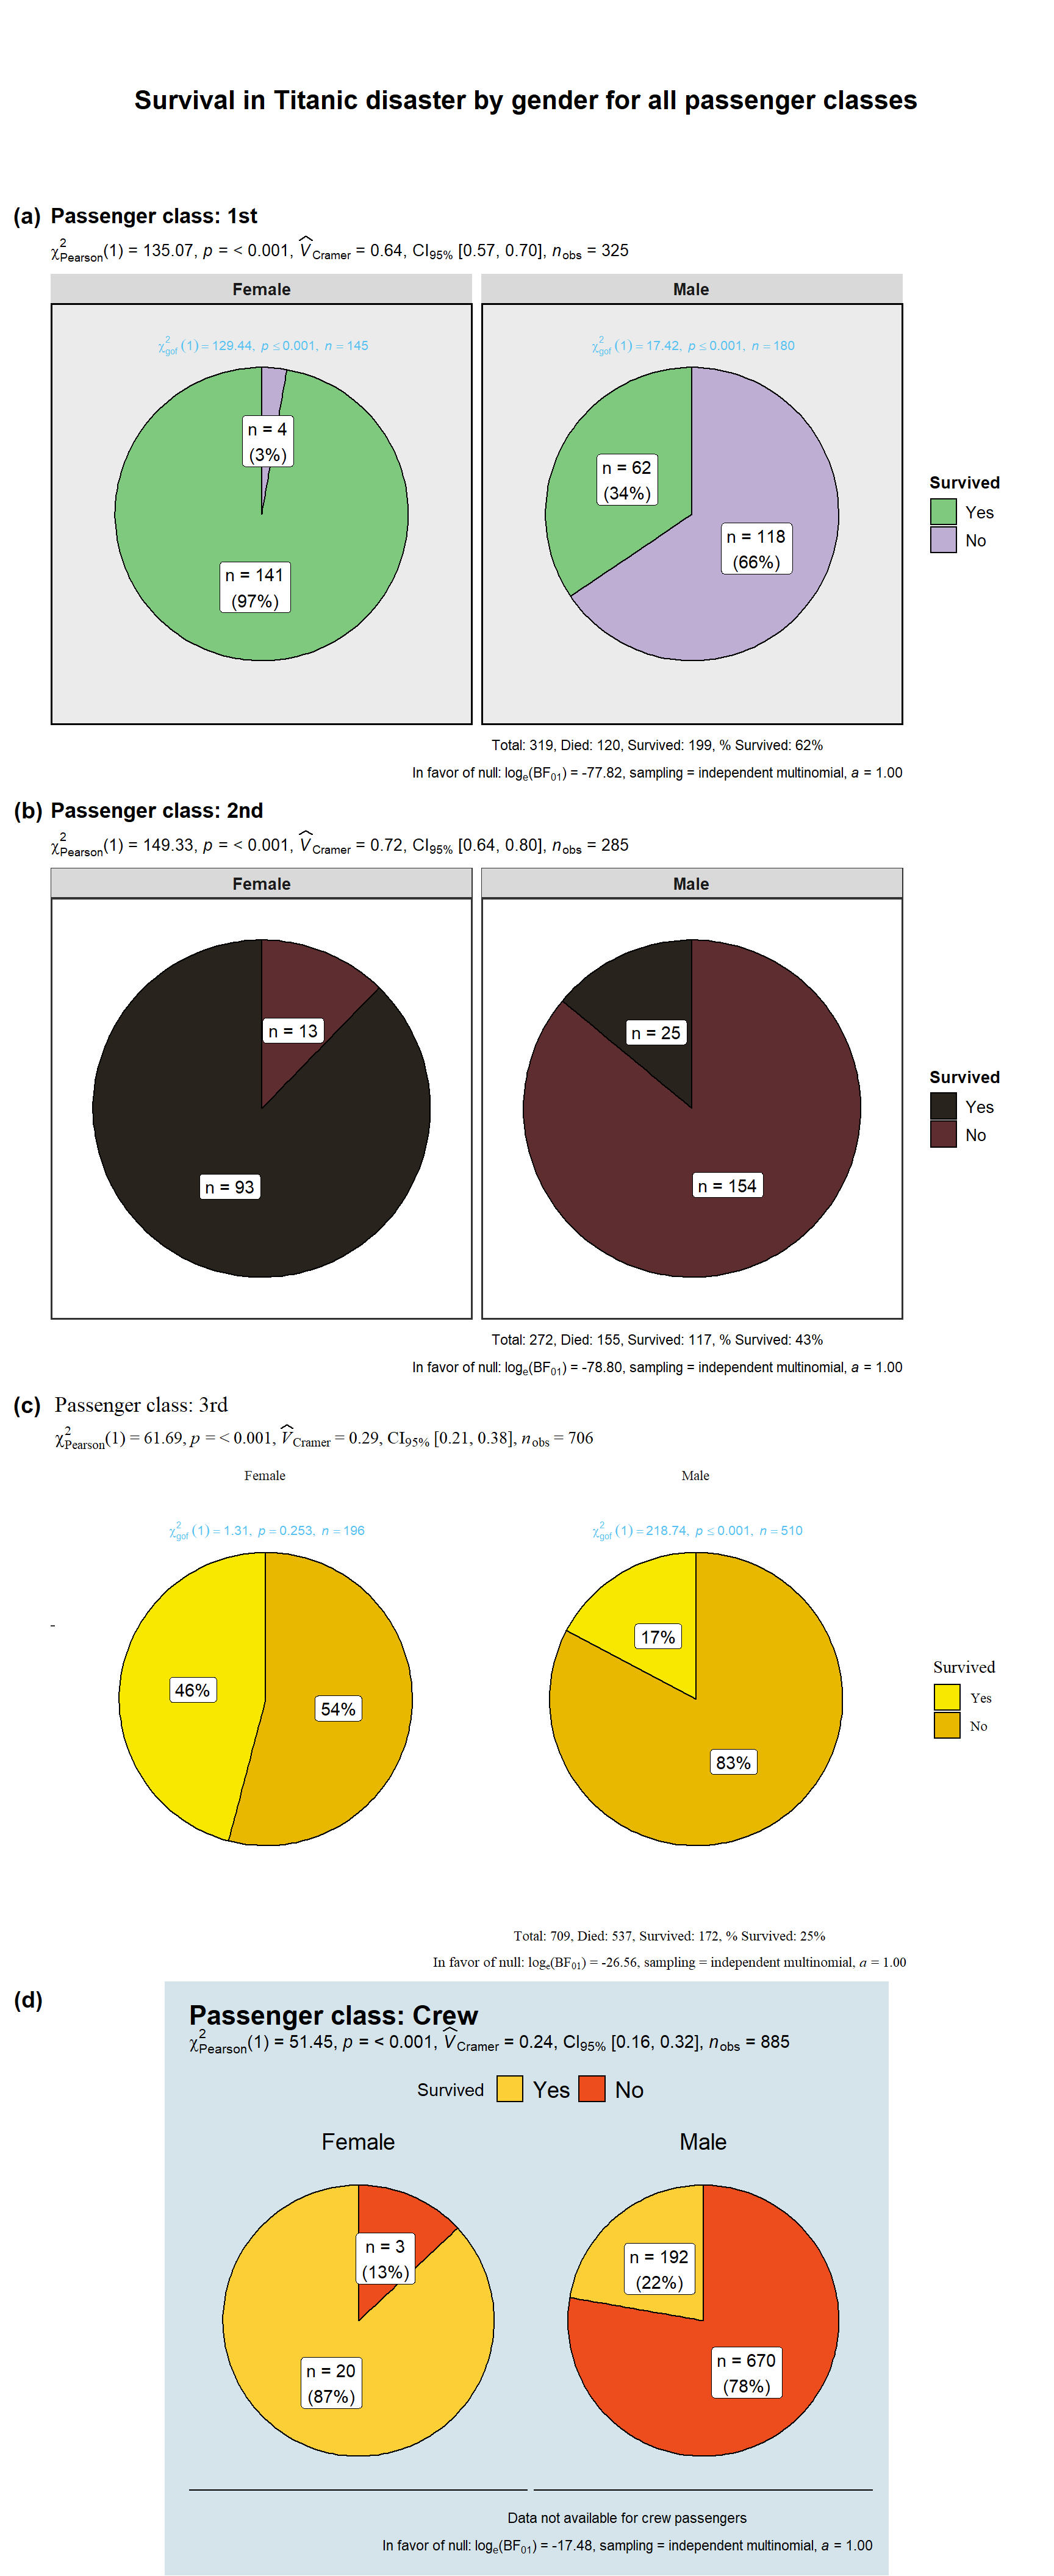 Survival in Titanic disaster by gender for all passenger classes
(a) Passenger class: 1st
χ²Pearson(1) = 135.07, p = < 0.001, V̂Cramer = 0.64, CI95% [0.57, 0.70], nobs = 325
Female Male
χ²gof (1) = 129.44, p ≤ 0.001, n = 145
χ²gof (1) = 17.42, p ≤ 0.001, n = 180
n = 4
(3%)
n = 141
(97%)
n = 62
(34%)
n = 118
(66%)
Survived
Yes
No
Total: 319, Died: 120, Survived: 199, % Survived: 62%
In favor of null: loge(BF01) = -77.82, sampling = independent multinomial, a = 1.00
(b) Passenger class: 2nd
χ²Pearson(1) = 149.33, p = < 0.001, V̂Cramer = 0.72, CI95% [0.64, 0.80], nobs = 285
Female Male
n = 13
n = 93
n = 25
n = 154
Survived
Yes
No
Total: 272, Died: 155, Survived: 117, % Survived: 43%
In favor of null: loge(BF01) = -78.80, sampling = independent multinomial, a = 1.00
(c) Passenger class: 3rd
χ²Pearson(1) = 61.69, p = < 0.001, V̂Cramer = 0.29, CI95% [0.21, 0.38], nobs = 706
Female Male
χ²gof (1) = 1.31, p = 0.253, n = 196
χ²gof (1) = 218.74, p ≤ 0.001, n = 510
46%
54%
17%
83%
Survived
Yes
No
Total: 709, Died: 537, Survived: 172, % Survived: 25%
In favor of null: loge(BF01) = -26.56, sampling = independent multinomial, a = 1.00
(d) Passenger class: Crew
χ²Pearson(1) = 51.45, p = < 0.001, V̂Cramer = 0.24, CI95% [0.16, 0.32], nobs = 885
Survived Yes No
Female Male
n = 3
(13%)
n = 20
(87%)
n = 192
(22%)
n = 670
(78%)
Data not available for crew passengers
In favor of null: loge(BF01) = -17.48, sampling = independent multinomial, a = 1.00